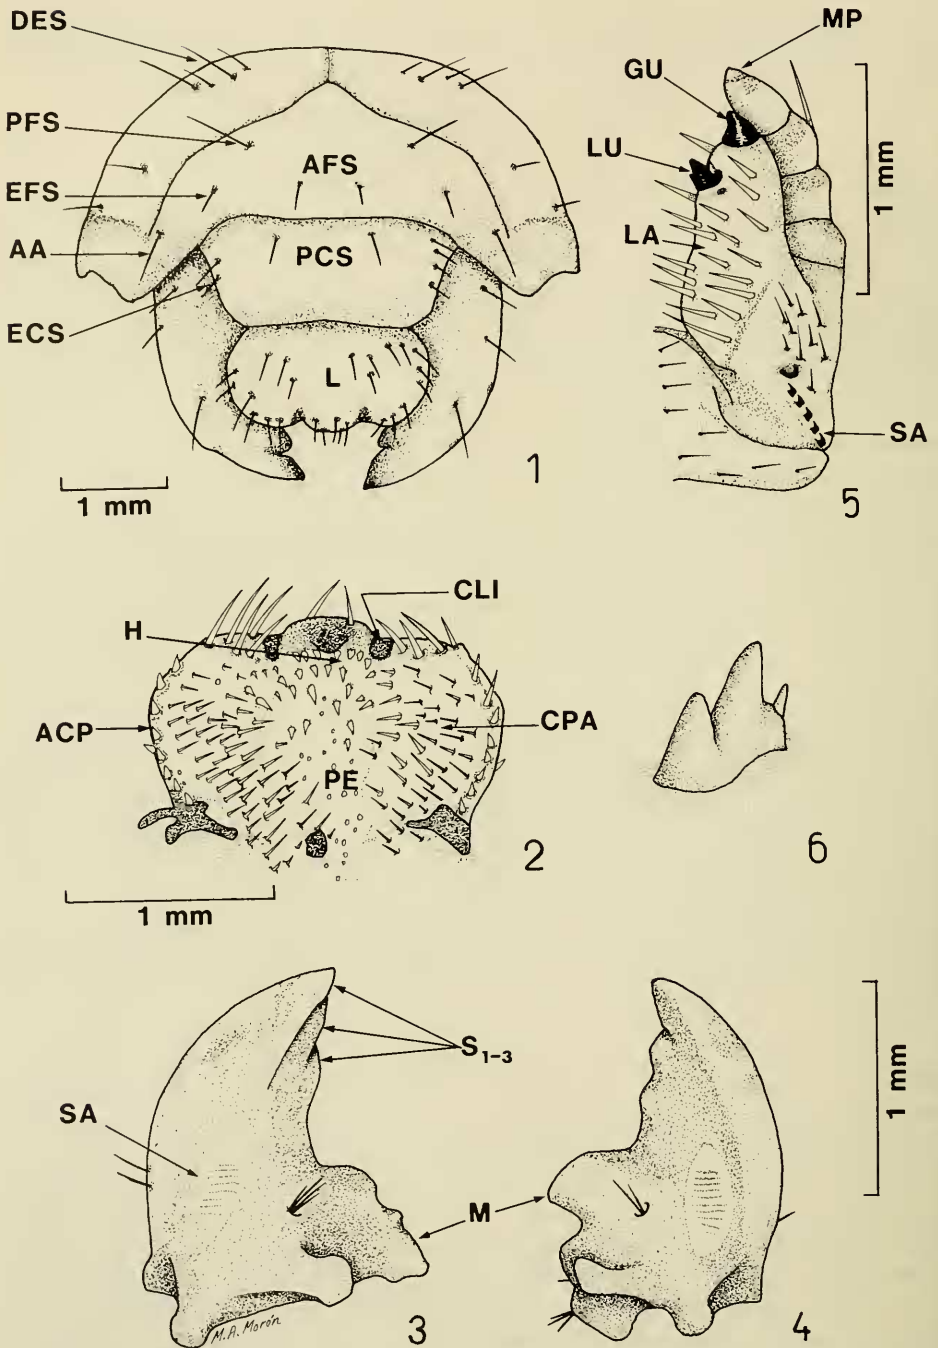 DES
PFS
EFS
AA
ECS
AFS
PCS
L
1 mm
1
MP
GU
LU
LA
SA
1 mm
5
CLI
H
ACP
CPA
PE
2
1 mm
6
S1-3
SA
M
1 mm
M.A. Morón
3
4